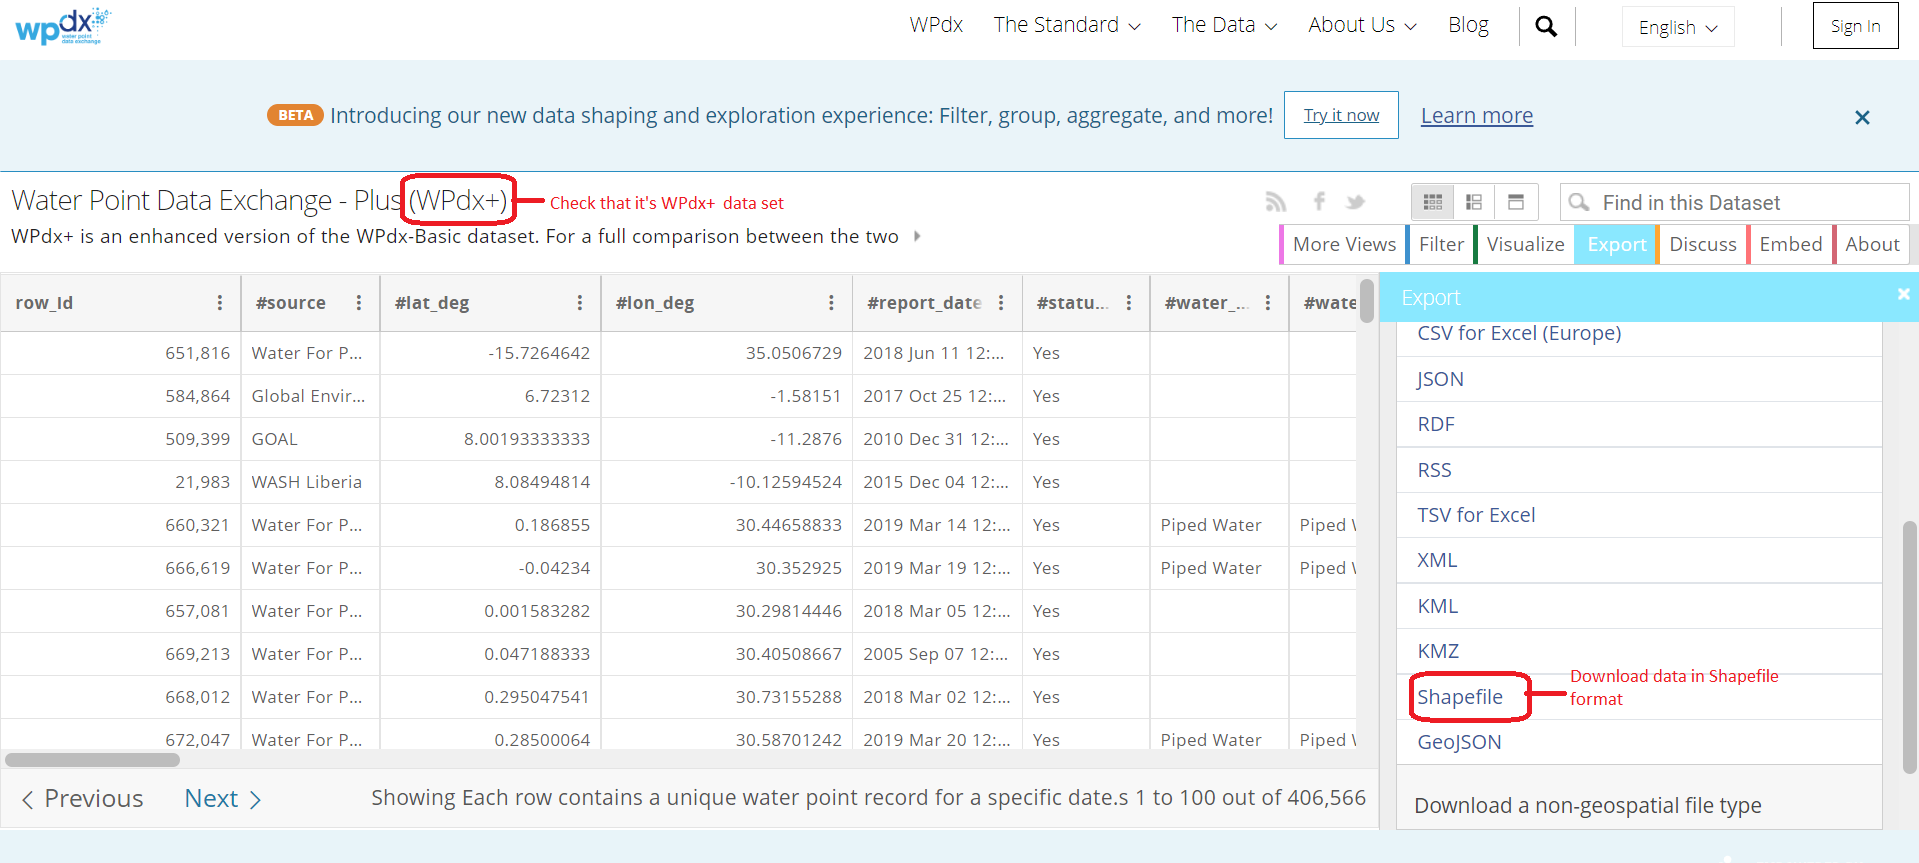 wpdx
water point
data exchange
WPdx The Standard The Data About Us Blog English Sign In
BETA Introducing our new data shaping and exploration experience: Filter, group, aggregate, and more! Try it now Learn more
Water Point Data Exchange - Plus (WPdx+) Check that it's WPdx+ data set Find in this Dataset
WPdx+ is an enhanced version of the WPdx-Basic dataset. For a full comparison between the two
More Views Filter Visualize Export Discuss Embed About
Export
row_Id #source #lat_deg #lon_deg #report_date #statu... #water_... #wate
651,816 Water For P... -15.7264642 35.0506729 2018 Jun 11 12:... Yes
584,864 Global Envir... 6.72312 -1.58151 2017 Oct 25 12:... Yes
509,399 GOAL 8.00193333333 -11.2876 2010 Dec 31 12:... Yes
21,983 WASH Liberia 8.08494814 -10.12594524 2015 Dec 04 12:... Yes
660,321 Water For P... 0.186855 30.44658833 2019 Mar 14 12:... Yes Piped Water Piped W
666,619 Water For P... -0.04234 30.352925 2019 Mar 19 12:... Yes Piped Water Piped W
657,081 Water For P... 0.001583282 30.29814446 2018 Mar 05 12:... Yes
669,213 Water For P... 0.047188333 30.40508667 2005 Sep 07 12:... Yes
668,012 Water For P... 0.295047541 30.73155288 2018 Mar 02 12:... Yes
672,047 Water For P... 0.28500064 30.58701242 2019 Mar 20 12:... Yes Piped Water Piped W
Previous Next Showing Each row contains a unique water point record for a specific date.s 1 to 100 out of 406,566
CSV for Excel (Europe)
JSON
RDF
RSS
TSV for Excel
XML
KML
KMZ
Shapefile
Download data in Shapefile
format
GeoJSON
Download a non-geospatial file type